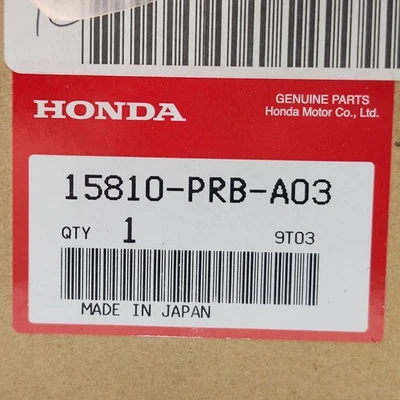 HONDA
GENUINE PARTS
Honda Motor Co., Ltd.
15810-PRB-A03
QTY 1 9T03
MADE IN JAPAN